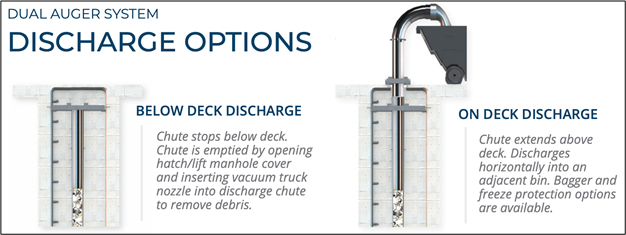 DUAL AUGER SYSTEM
DISCHARGE OPTIONS
BELOW DECK DISCHARGE
Chute stops below deck.
Chute is emptied by opening
hatch/lift manhole cover
and inserting vacuum truck
nozzle into discharge chute
to remove debris.
ON DECK DISCHARGE
Chute extends above
deck. Discharges
horizontally into an
adjacent bin. Bagger and
freeze protection options
are available.